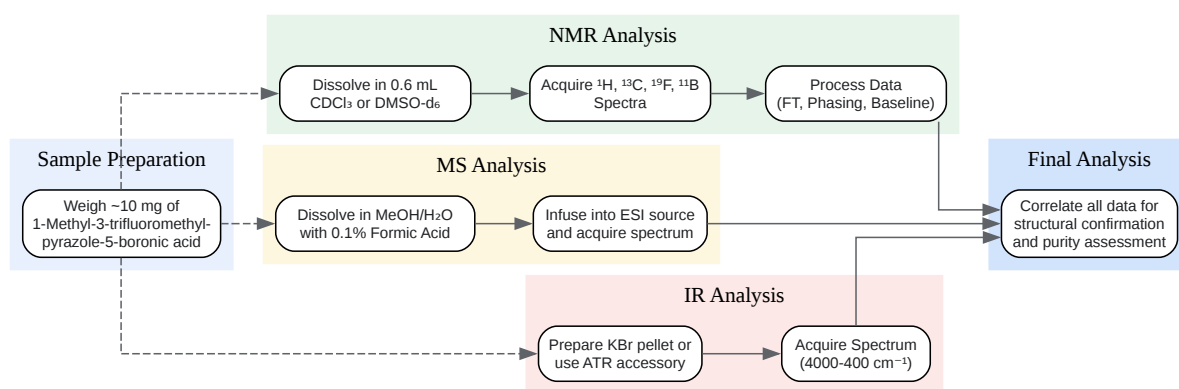 NMR Analysis
Dissolve in 0.6 mL
CDCl₃ or DMSO-d₆
Acquire ¹H, ¹³C, ¹⁹F, ¹¹B
Spectra
Process Data
(FT, Phasing, Baseline)
Sample Preparation
Weigh ~10 mg of
1-Methyl-3-trifluoromethyl-
pyrazole-5-boronic acid
MS Analysis
Dissolve in MeOH/H₂O
with 0.1% Formic Acid
Infuse into ESI source
and acquire spectrum
Final Analysis
Correlate all data for
structural confirmation
and purity assessment
IR Analysis
Prepare KBr pellet or
use ATR accessory
Acquire Spectrum
(4000-400 cm⁻¹)